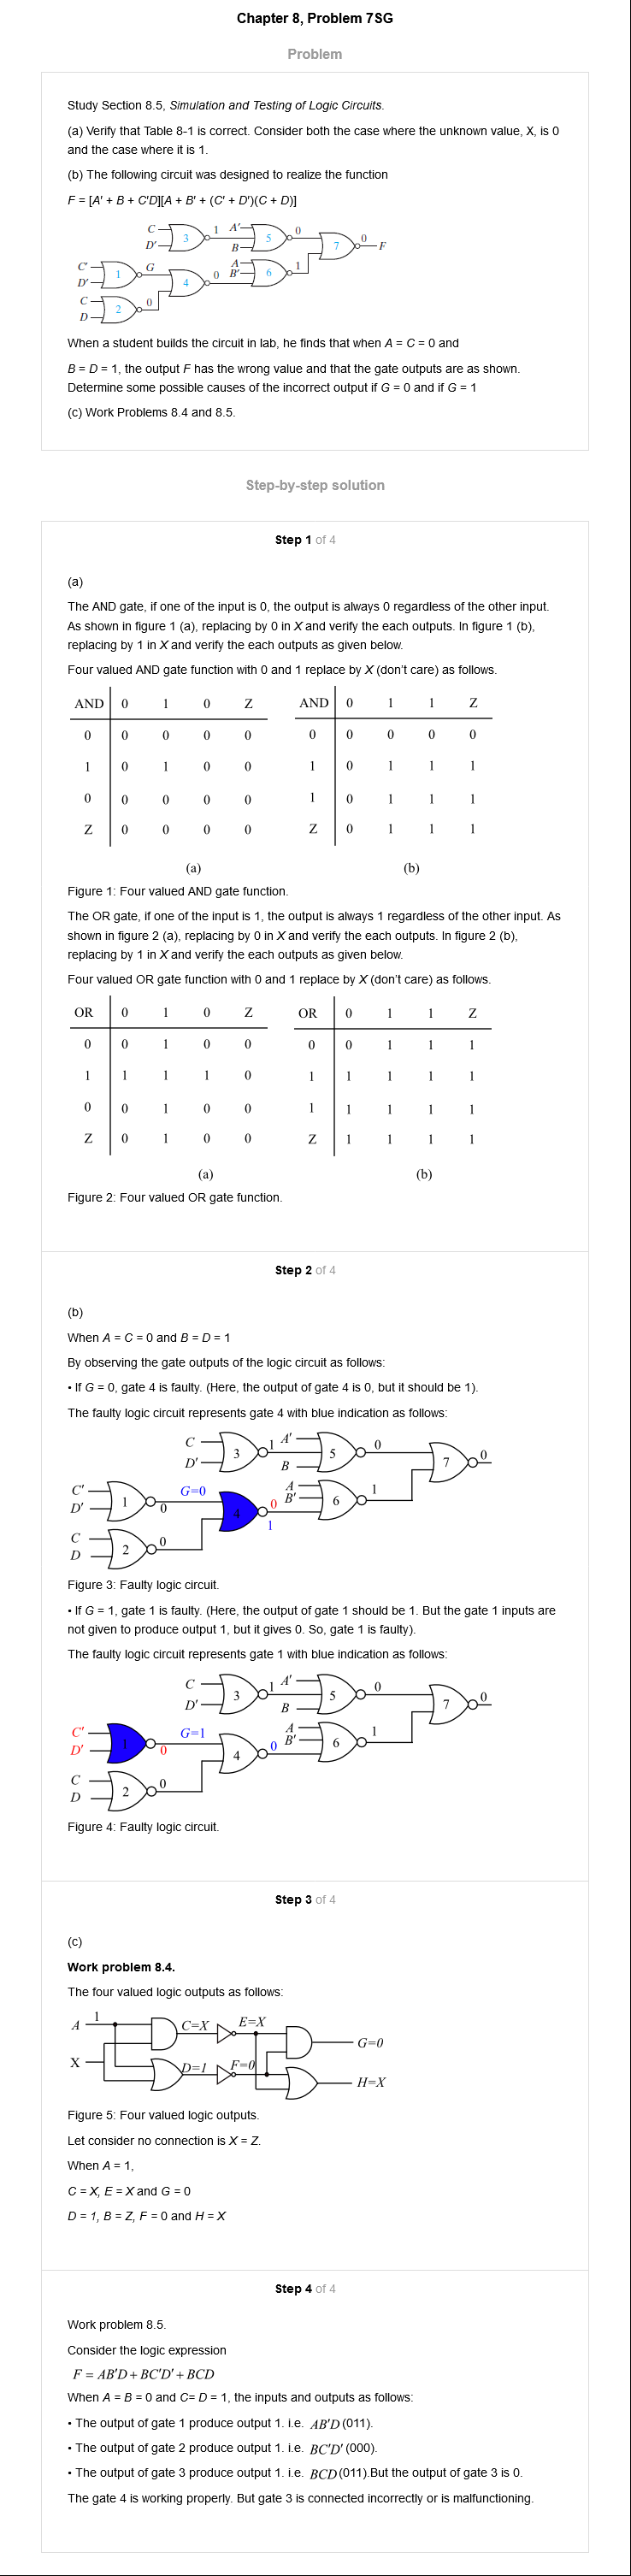 Chapter 8, Problem 7SG
Problem
Study Section 8.5, Simulation and Testing of Logic Circuits.
(a) Verify that Table 8-1 is correct. Consider both the case where the unknown value, X, is 0
and the case where it is 1.
(b) The following circuit was designed to realize the function
F = [A' + B + C'D][A + B' + (C' + D')(C + D)]
C
D'
3
1
A'
B
5
0
7
0
F
C'
D'
1
G
4
0
A
B'
6
1
C
D
2
0
When a student builds the circuit in lab, he finds that when A = C = 0 and
B = D = 1, the output F has the wrong value and that the gate outputs are as shown.
Determine some possible causes of the incorrect output if G = 0 and if G = 1
(c) Work Problems 8.4 and 8.5.
Step-by-step solution
Step 1 of 4
(a)
The AND gate, if one of the input is 0, the output is always 0 regardless of the other input.
As shown in figure 1 (a), replacing by 0 in X and verify the each outputs. In figure 1 (b),
replacing by 1 in X and verify the each outputs as given below.
Four valued AND gate function with 0 and 1 replace by X (don't care) as follows.
AND 0 1 0 Z AND 0 1 1 Z
0 0 0 0 0 0 0 0 0 0
1 0 1 0 0 1 0 1 1 1
0 0 0 0 0 1 0 1 1 1
Z 0 0 0 0 Z 0 1 1 1
(a) (b)
Figure 1: Four valued AND gate function.
The OR gate, if one of the input is 1, the output is always 1 regardless of the other input. As
shown in figure 2 (a), replacing by 0 in X and verify the each outputs. In figure 2 (b),
replacing by 1 in X and verify the each outputs as given below.
Four valued OR gate function with 0 and 1 replace by X (don't care) as follows.
OR 0 1 0 Z OR 0 1 1 Z
0 0 1 0 0 0 0 1 1 1
1 1 1 1 0 1 1 1 1 1
0 0 1 0 0 1 1 1 1 1
Z 0 1 0 0 Z 1 1 1 1
(a) (b)
Figure 2: Four valued OR gate function.
Step 2 of 4
(b)
When A = C = 0 and B = D = 1
By observing the gate outputs of the logic circuit as follows:
• If G = 0, gate 4 is faulty. (Here, the output of gate 4 is 0, but it should be 1).
The faulty logic circuit represents gate 4 with blue indication as follows:
C
D'
3
1
A'
B
5
0
7
0
C'
D'
1
0
G=0
4
0
1
A
B'
6
1
C
D
2
0
Figure 3: Faulty logic circuit.
• If G = 1, gate 1 is faulty. (Here, the output of gate 1 should be 1. But the gate 1 inputs are
not given to produce output 1, but it gives 0. So, gate 1 is faulty).
The faulty logic circuit represents gate 1 with blue indication as follows:
C
D'
3
1
A'
B
5
0
7
0
C'
D'
1
0
G=1
4
0
A
B'
6
1
C
D
2
0
Figure 4: Faulty logic circuit.
Step 3 of 4
(c)
Work problem 8.4.
The four valued logic outputs as follows:
A 1
C=X
E=X
G=0
X
D=1
F=0
H=X
Figure 5: Four valued logic outputs.
Let consider no connection is X = Z.
When A = 1,
C = X, E = X and G = 0
D = 1, B = Z, F = 0 and H = X
Step 4 of 4
Work problem 8.5.
Consider the logic expression
F = AB'D + BC'D' + BCD
When A = B = 0 and C= D = 1, the inputs and outputs as follows:
• The output of gate 1 produce output 1. i.e. AB'D (011).
• The output of gate 2 produce output 1. i.e. BC'D' (000).
• The output of gate 3 produce output 1. i.e. BCD (011).But the output of gate 3 is 0.
The gate 4 is working properly. But gate 3 is connected incorrectly or is malfunctioning.